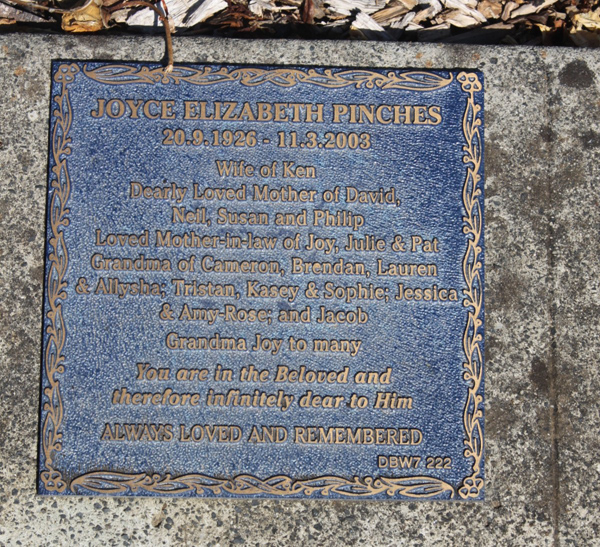 JOYCE ELIZABETH PINCHES
20.9.1926 - 11.3.2003
Wife of Ken
Dearly Loved Mother of David,
Neil, Susan and Philip
Loved Mother-in-law of Joy, Julie & Pat
Grandma of Cameron, Brendan, Lauren
& Allysha; Tristan, Kasey & Sophie; Jessica
& Amy-Rose; and Jacob
Grandma Joy to many
You are in the Beloved and
therefore infinitely dear to Him
ALWAYS LOVED AND REMEMBERED
DBW7 222